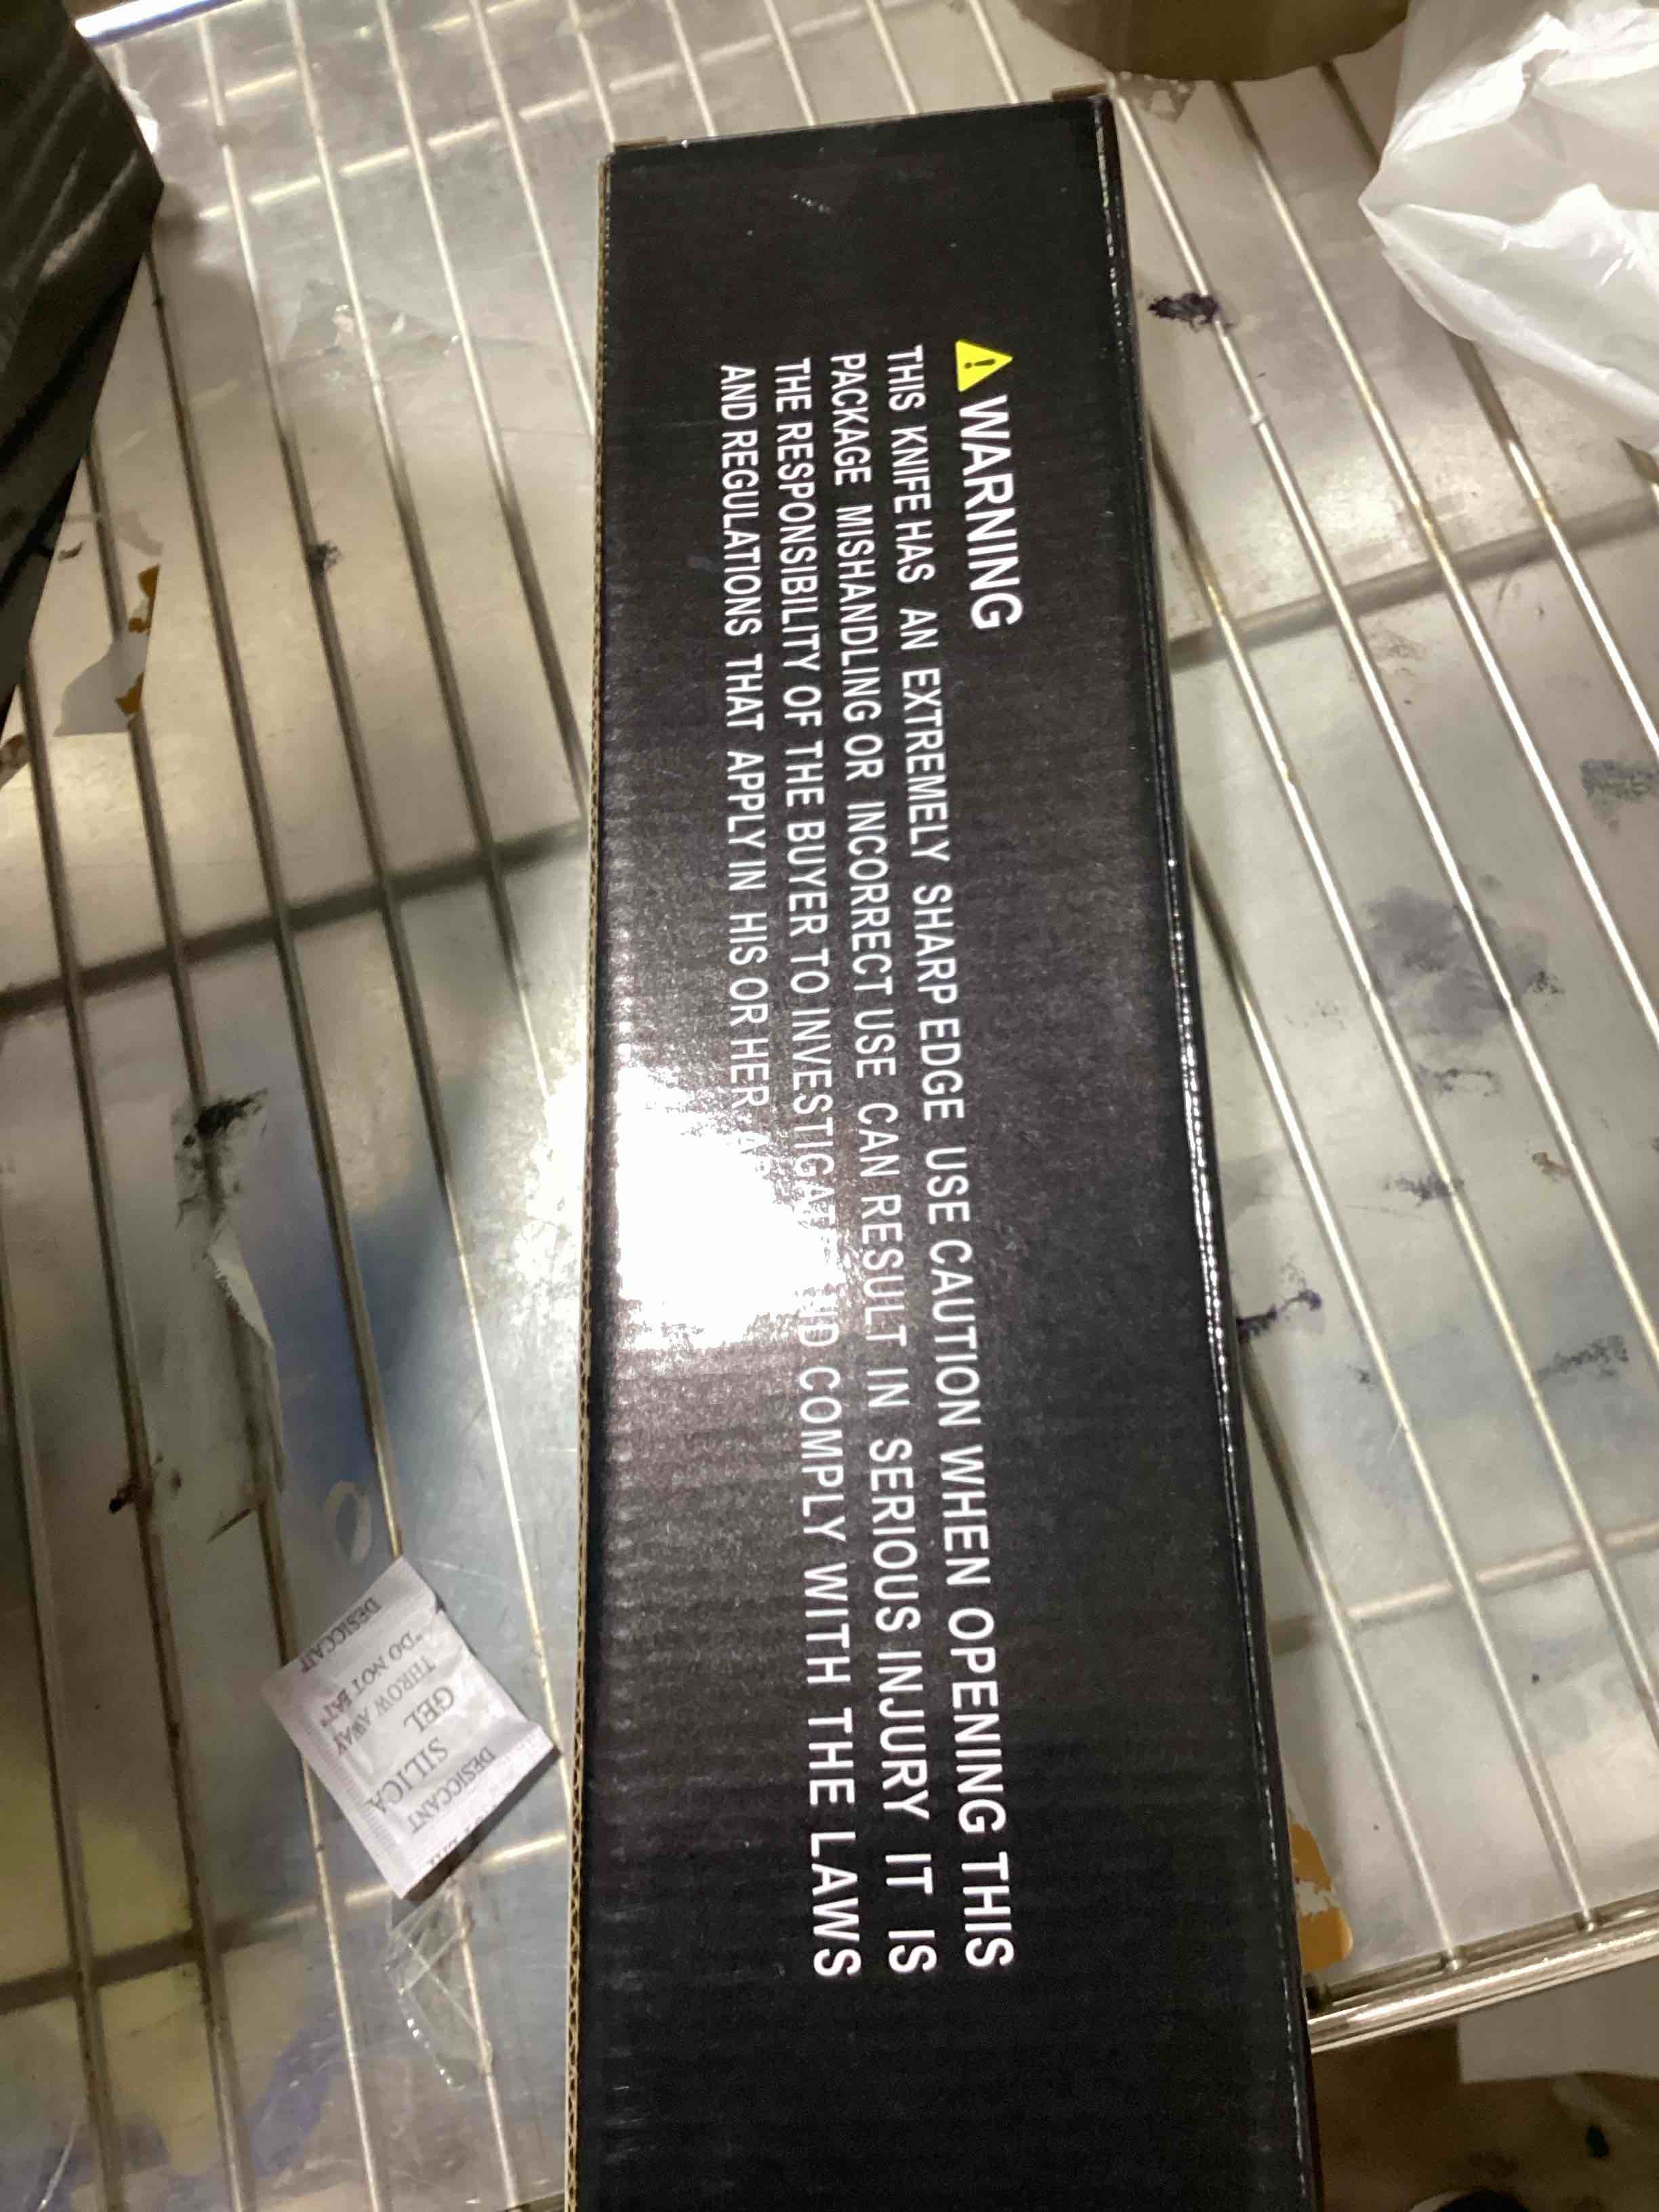 WARNING
THIS KNIFE HAS AN EXTREMELY SHARP EDGE USE CAUTION WHEN OPENING THIS
PACKAGE MISHANDLING OR INCORRECT USE CAN RESULT IN SERIOUS INJURY IT IS
THE RESPONSIBILITY OF THE BUYER TO INVESTIGATE AND COMPLY WITH THE LAWS
AND REGULATIONS THAT APPLY IN HIS OR HER
DESICCANT
SILICA
GEL
THROW AWAY
"DO NOT EAT"
DESICCAIT